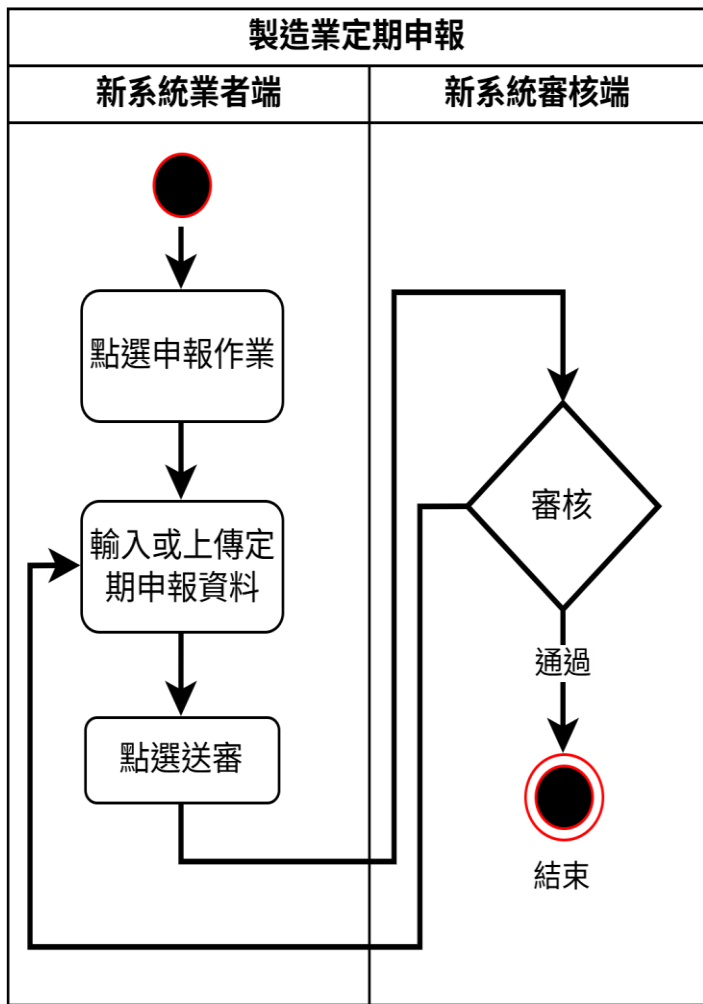 製造業定期申報
新系統業者端
新系統審核端
點選申報作業
輸入或上傳定
期申報資料
點選送審
審核
通過
結束